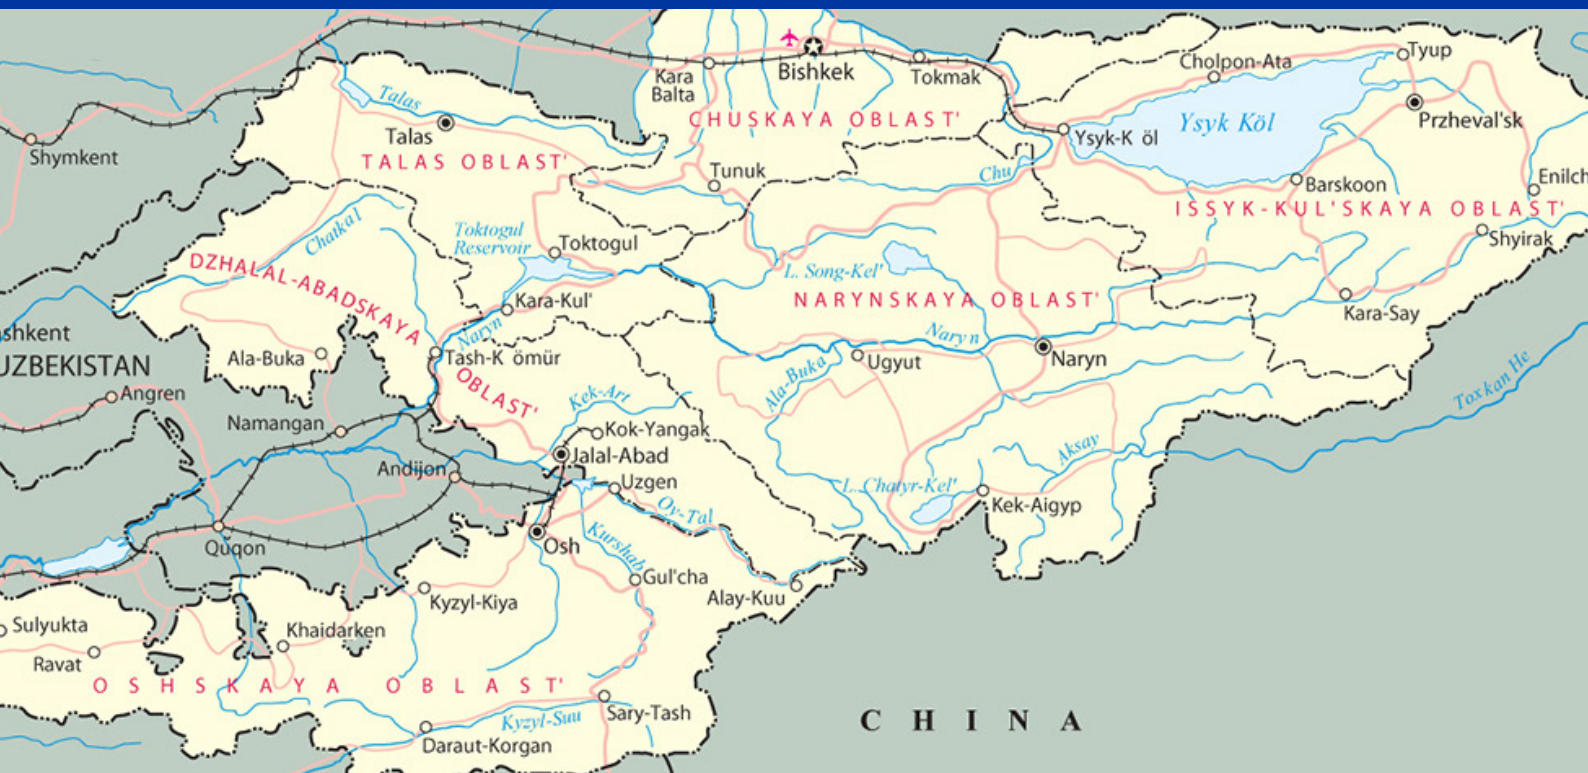 Tyup
Cholpon-Ata
Bishkek
Tokmak
Kara
Balta
Talas
Talas
CHUSKAYA OBLAST'
Ysyk Köl
Przheval'sk
Ysyk-K öl
Shymkent
TALAS OBLAST'
Tunuk
Chu
Barskoon
Enilch
ISSYK-KUL'SKAYA OBLAST'
Shyirak
Chatkal
Toktogul
Reservoir
Toktogul
DZHALAL-ABADSKAYA
OBLAST'
L. Song-Kel'
NARYNSKAYA OBLAST'
Kara-Kul'
Kara-Say
Naryn
Naryn
ashkent
UZBEKISTAN
Ala-Buka
Tash-K ömür
Ugyut
Naryn
Ala-Buka
Toxkan He
Angren
Kek-Art
Namangan
Kok-Yangak
Jalal-Abad
Andijon
Uzgen
Aksay
L. Chatyr-Kel'
Kek-Aigyp
Oy-Tal
Quqon
Osh
Kurshab
Gul'cha
Kyzyl-Kiya
Alay-Kuu
Sulyukta
Khaidarken
Ravat
OSHSKAYA OBLAST'
Sary-Tash
Kyzyl-Suu
Daraut-Korgan
CHINA